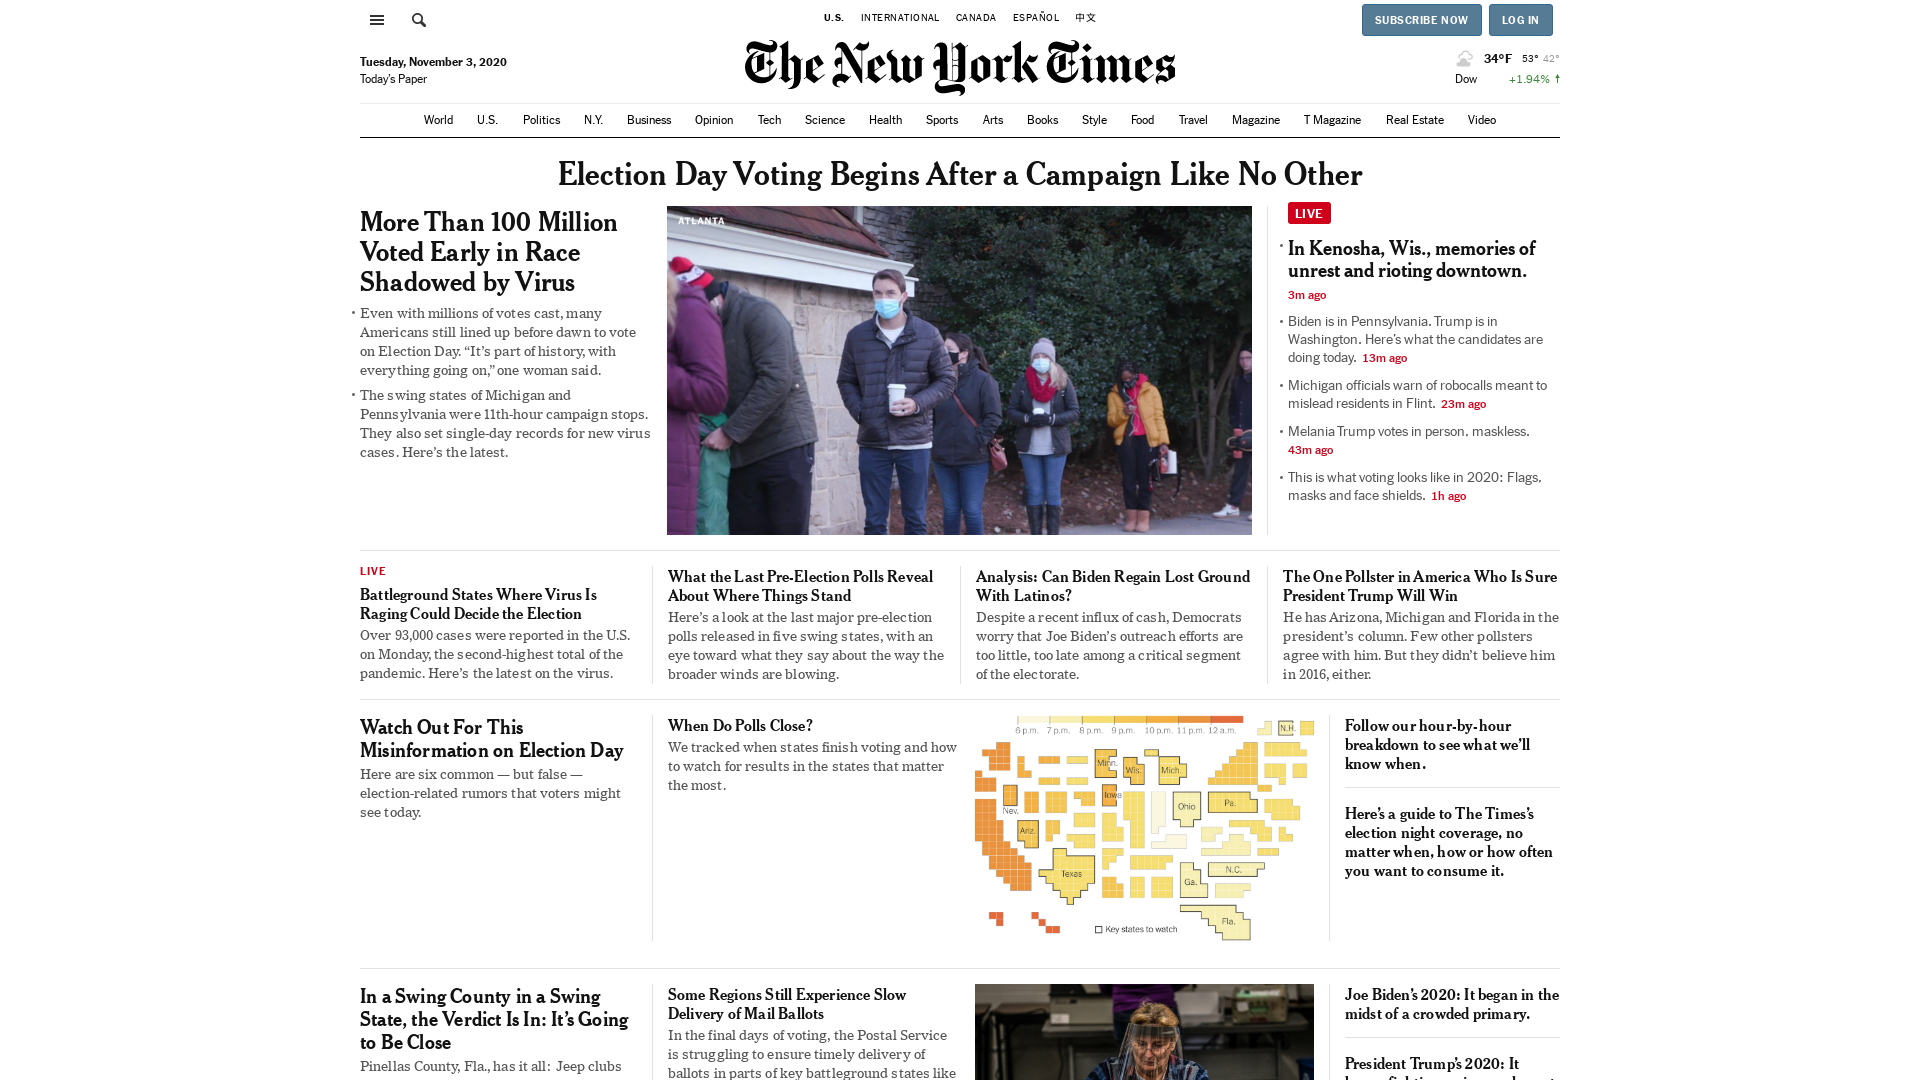 U.S. INTERNATIONAL CANADA ESPAÑOL 中文
SUBSCRIBE NOW LOG IN
Tuesday, November 3, 2020
Today's Paper
The New York Times
34°F 53° 42°
Dow +1.94% ↑
World U.S. Politics N.Y. Business Opinion Tech Science Health Sports Arts Books Style Food Travel Magazine T Magazine Real Estate Video
Election Day Voting Begins After a Campaign Like No Other
More Than 100 Million
Voted Early in Race
Shadowed by Virus
• Even with millions of votes cast, many
Americans still lined up before dawn to vote
on Election Day. “It’s part of history, with
everything going on,” one woman said.
• The swing states of Michigan and
Pennsylvania were 11th-hour campaign stops.
They also set single-day records for new virus
cases. Here’s the latest.
ATLANTA
LIVE
• In Kenosha, Wis., memories of
unrest and rioting downtown.
3m ago
• Biden is in Pennsylvania. Trump is in
Washington. Here’s what the candidates are
doing today. 13m ago
• Michigan officials warn of robocalls meant to
mislead residents in Flint. 23m ago
• Melania Trump votes in person, maskless.
43m ago
• This is what voting looks like in 2020: Flags,
masks and face shields. 1h ago
LIVE
Battleground States Where Virus Is
Raging Could Decide the Election
Over 93,000 cases were reported in the U.S.
on Monday, the second-highest total of the
pandemic. Here’s the latest on the virus.
What the Last Pre-Election Polls Reveal
About Where Things Stand
Here’s a look at the last major pre-election
polls released in five swing states, with an
eye toward what they say about the way the
broader winds are blowing.
Analysis: Can Biden Regain Lost Ground
With Latinos?
Despite a recent influx of cash, Democrats
worry that Joe Biden’s outreach efforts are
too little, too late among a critical segment
of the electorate.
The One Pollster in America Who Is Sure
President Trump Will Win
He has Arizona, Michigan and Florida in the
president’s column. Few other pollsters
agree with him. But they didn’t believe him
in 2016, either.
Watch Out For This
Misinformation on Election Day
Here are six common — but false —
election-related rumors that voters might
see today.
When Do Polls Close?
We tracked when states finish voting and how
to watch for results in the states that matter
the most.
6 p.m. 7 p.m. 8 p.m. 9 p.m. 10 p.m. 11 p.m. 12 a.m.
N.H.
Minn. Wis. Mich.
Iowa
Nev. Ohio Pa.
Ariz.
Texas Ga. N.C.
Fla.
Key states to watch
Follow our hour-by-hour
breakdown to see what we’ll
know when.
Here’s a guide to The Times’s
election night coverage, no
matter when, how or how often
you want to consume it.
In a Swing County in a Swing
State, the Verdict Is In: It’s Going
to Be Close
Pinellas County, Fla., has it all: Jeep clubs
Some Regions Still Experience Slow
Delivery of Mail Ballots
In the final days of voting, the Postal Service
is struggling to ensure timely delivery of
ballots in parts of key battleground states like
Joe Biden’s 2020: It began in the
midst of a crowded primary.
President Trump’s 2020: It